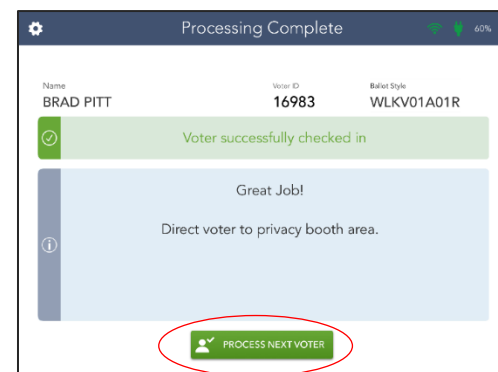 Processing Complete
60%
Name
BRAD PITT
Voter ID
16983
Ballot Style
WLKV01A01R
Voter successfully checked in
Great Job!
Direct voter to privacy booth area.
PROCESS NEXT VOTER